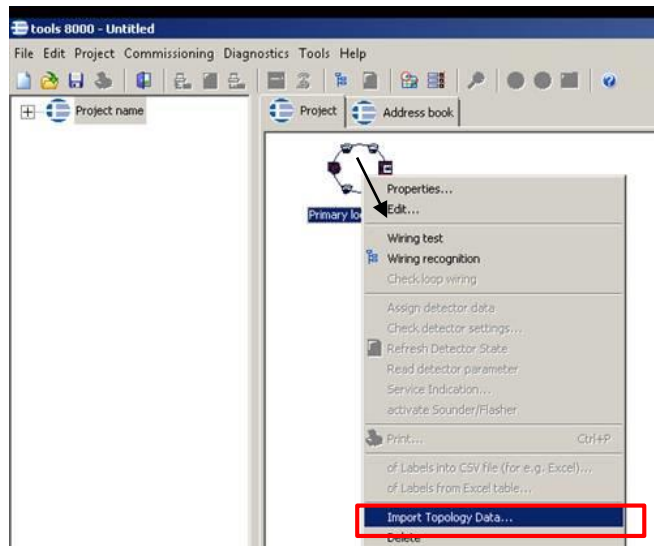 tools 8000 - Untitled
File Edit Project Commissioning Diagnostics Tools Help
Project name
Project
Address book
Primary lo
Properties...
Edit...
Wiring test
Wiring recognition
Check loop wiring
Assign detector data
Check detector settings...
Refresh Detector State
Read detector parameter
Service Indication...
activate Sounder/Flasher
Print... Ctrl+P
of Labels into CSV file (for e.g. Excel)...
of Labels from Excel table...
Import Topology Data...
Delete